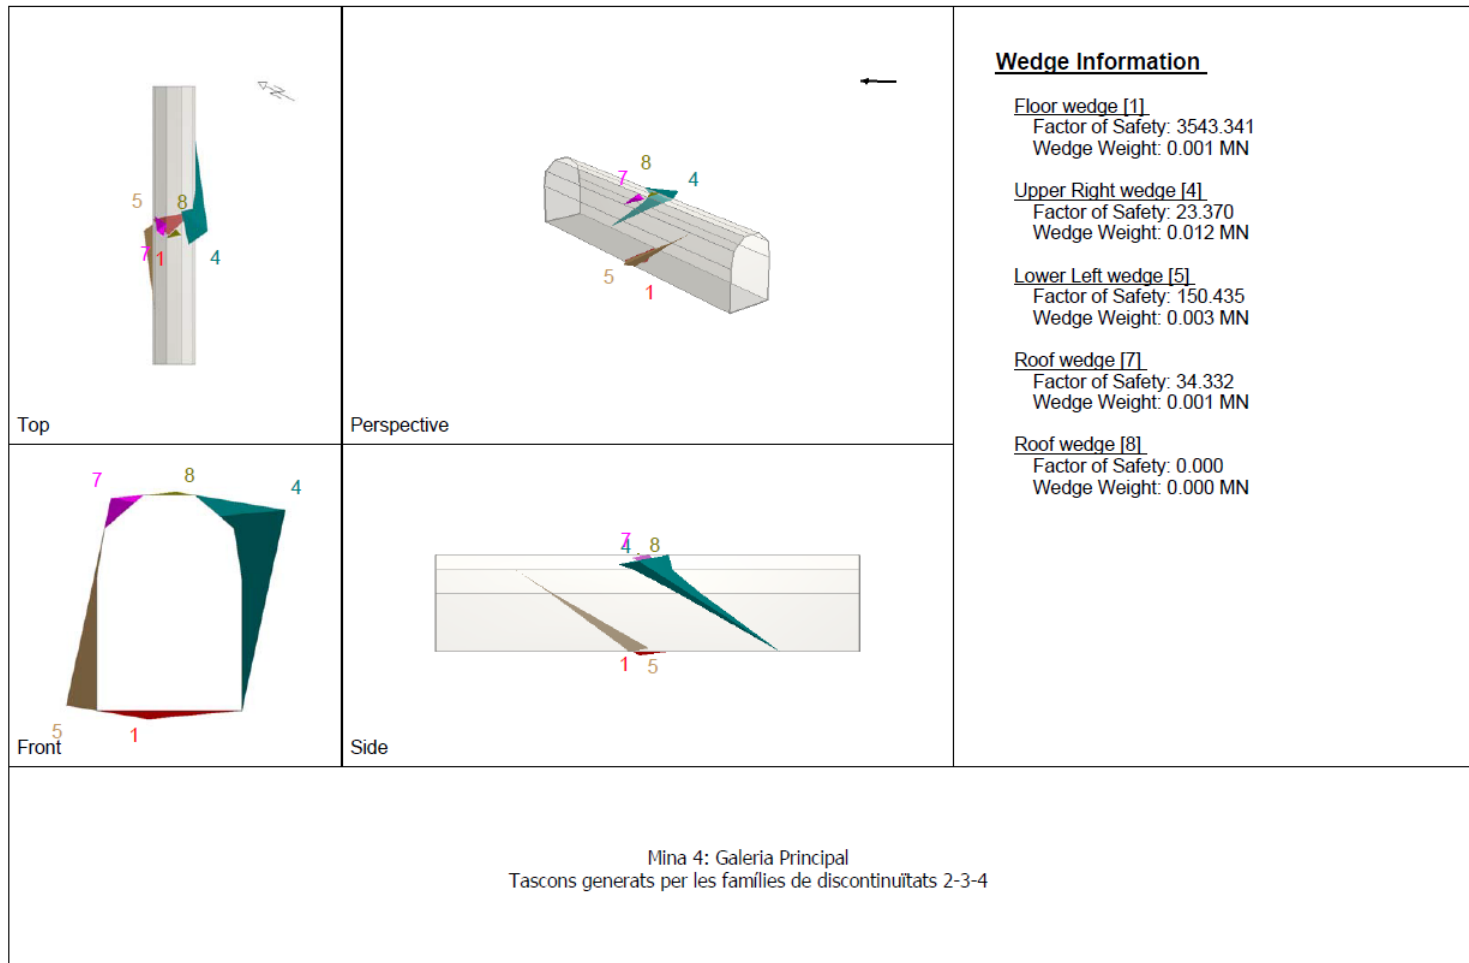 5
8
7
1
4
Top
8
7
4
5
1
Perspective
7
8
4
5
1
Front
7
4
8
1
5
Side
Wedge Information
Floor wedge [1]
Factor of Safety: 3543.341
Wedge Weight: 0.001 MN
Upper Right wedge [4]
Factor of Safety: 23.370
Wedge Weight: 0.012 MN
Lower Left wedge [5]
Factor of Safety: 150.435
Wedge Weight: 0.003 MN
Roof wedge [7]
Factor of Safety: 34.332
Wedge Weight: 0.001 MN
Roof wedge [8]
Factor of Safety: 0.000
Wedge Weight: 0.000 MN
Mina 4: Galeria Principal
Tascons generats per les famílies de discontinuïtats 2-3-4